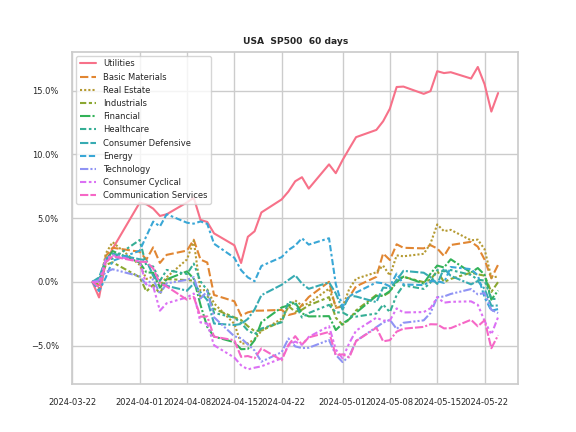 USA SP500 60 days
Utilities
Basic Materials
Real Estate
Industrials
Financial
Healthcare
Consumer Defensive
Energy
Technology
Consumer Cyclical
Communication Services
15.0%
10.0%
5.0%
0.0%
−5.0%
2024-03-22 2024-04-01 2024-04-08 2024-04-15 2024-04-22 2024-05-01 2024-05-08 2024-05-15 2024-05-22